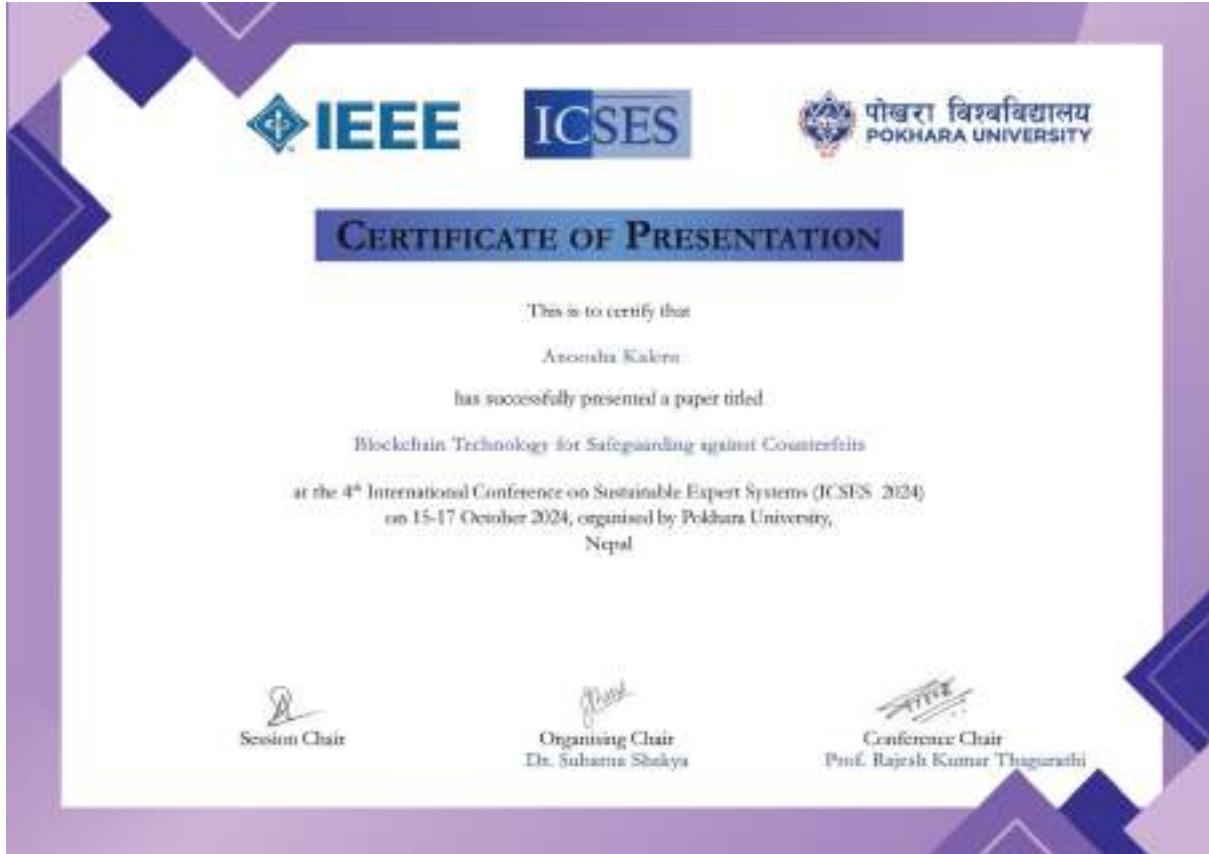 IEEE
ICSES
पोखरा विश्वविद्यालय
POKHARA UNIVERSITY
CERTIFICATE OF PRESENTATION
This is to certify that
Anoosha Kaleru
has successfully presented a paper titled
Blockchain Technology for Safeguarding against Counterfeits
at the 4th International Conference on Sustainable Expert Systems (ICSES 2024)
on 15-17 October 2024, organised by Pokhara University,
Nepal
Session Chair
Organising Chair
Dr. Subarna Shakya
Conference Chair
Prof. Rajesh Kumar Thagurathi